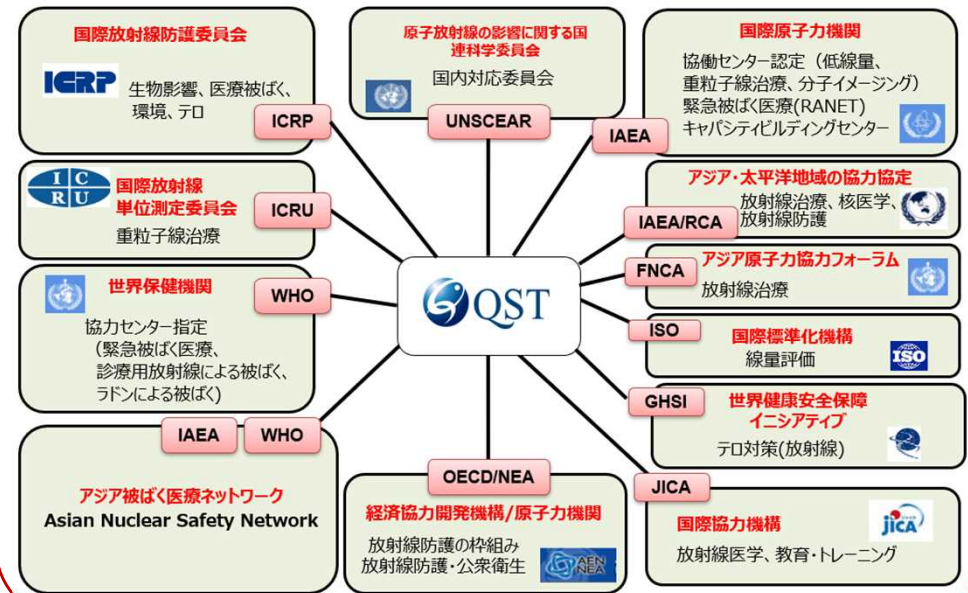 国際放射線防護委員会
ICRP
生物影響、医療被ばく、
環境、テロ
ICRP
原子放射線の影響に関する国
連科学委員会
国内対応委員会
UNSCEAR
国際原子力機関
協働センター認定（低線量、
重粒子線治療、分子イメージング）
緊急被ばく医療(RANET)
キャパシティビルディングセンター
IAEA
I C
R U
国際放射線
単位測定委員会
重粒子線治療
ICRU
アジア・太平洋地域の協力協定
放射線治療、核医学、
放射線防護
IAEA/RCA
世界保健機関
協力センター指定
（緊急被ばく医療、
診療用放射線による被ばく、
ラドンによる被ばく)
WHO
QST
アジア原子力協力フォーラム
放射線治療
FNCA
ISO
国際標準化機構
線量評価
ISO
GHSI
世界健康安全保障
イニシアティブ
テロ対策(放射線)
IAEA
WHO
アジア被ばく医療ネットワーク
Asian Nuclear Safety Network
OECD/NEA
経済協力開発機構/原子力機関
放射線防護の枠組み
放射線防護・公衆衛生
AEN
NEA
JICA
国際協力機構
jica
放射線医学、教育・トレーニング